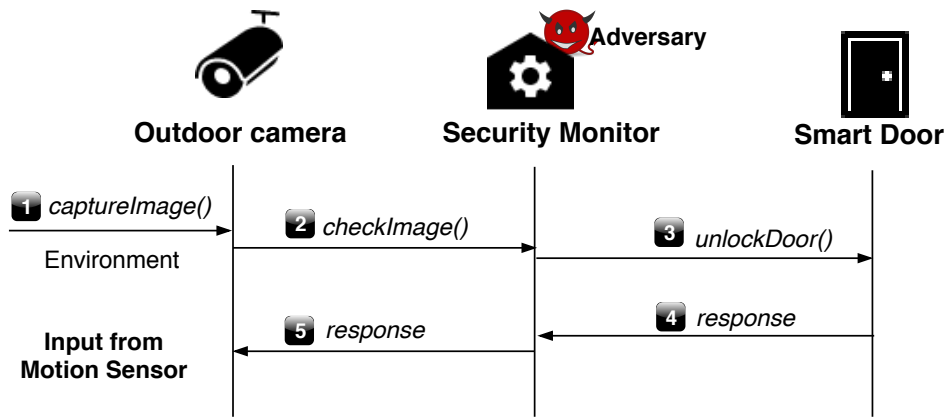 Adversary
Outdoor camera
Security Monitor
Smart Door
1 captureImage()
2 checkImage()
3 unlockDoor()
Environment
4 response
5 response
Input from
Motion Sensor